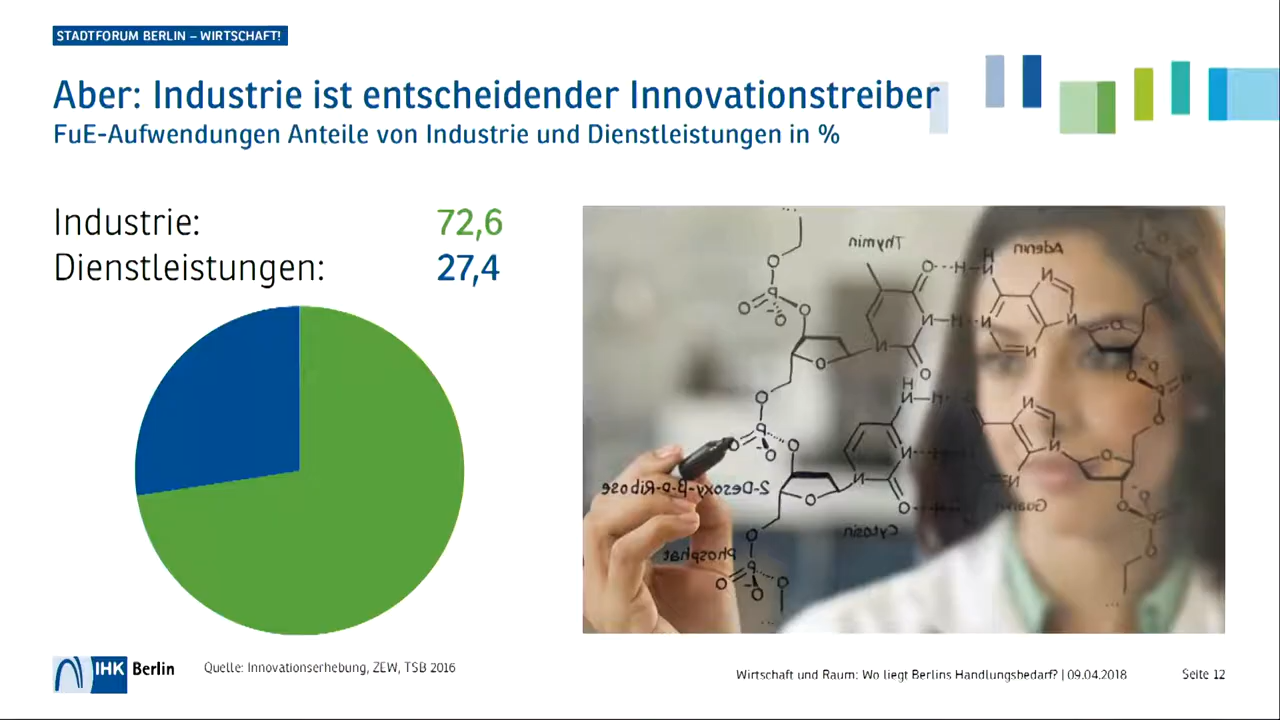 STADTFORUM BERLIN – WIRTSCHAFT!
Aber: Industrie ist entscheidender Innovationstreiber
FuE-Aufwendungen Anteile von Industrie und Dienstleistungen in %
Industrie: 72,6
Dienstleistungen: 27,4
Thymin
Adenin
2-Desoxy-β-D-Ribose
Cytosin
Guanin
Phosphat
IHK Berlin
Quelle: Innovationserhebung, ZEW, TSB 2016
Wirtschaft und Raum: Wo liegt Berlins Handlungsbedarf? | 09.04.2018
Seite 12